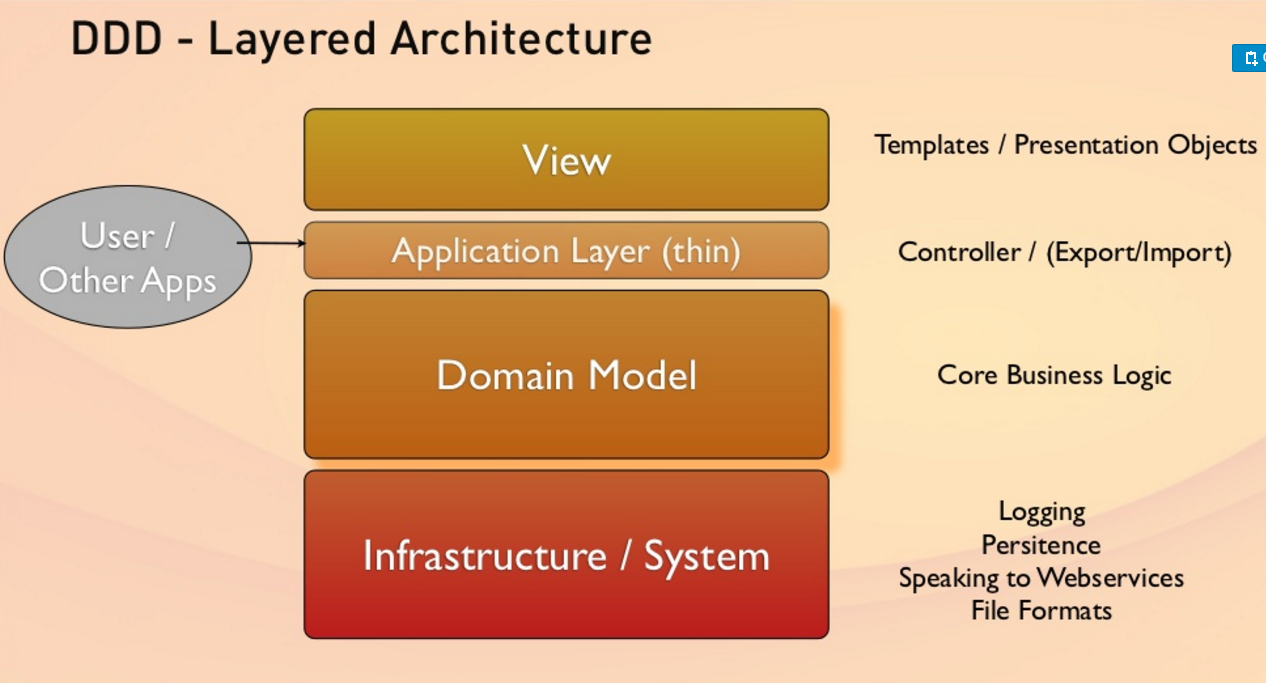 DDD - Layered Architecture
View
Templates / Presentation Objects
User /
Other Apps
Application Layer (thin)
Controller / (Export/Import)
Domain Model
Core Business Logic
Infrastructure / System
Logging
Persitence
Speaking to Webservices
File Formats